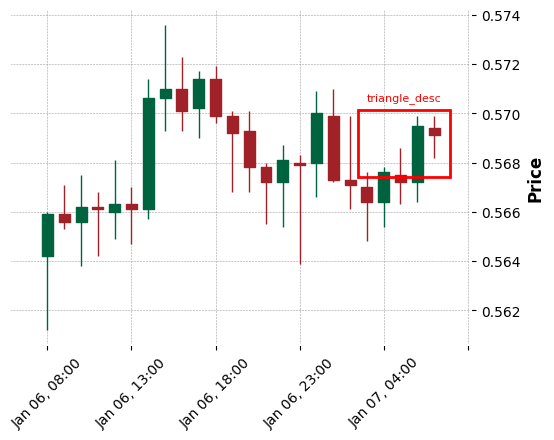 0.574
0.572
triangle_desc
0.570
0.568
0.566
0.564
0.562
Price
Jan 06, 08:00
Jan 06, 13:00
Jan 06, 18:00
Jan 06, 23:00
Jan 07, 04:00